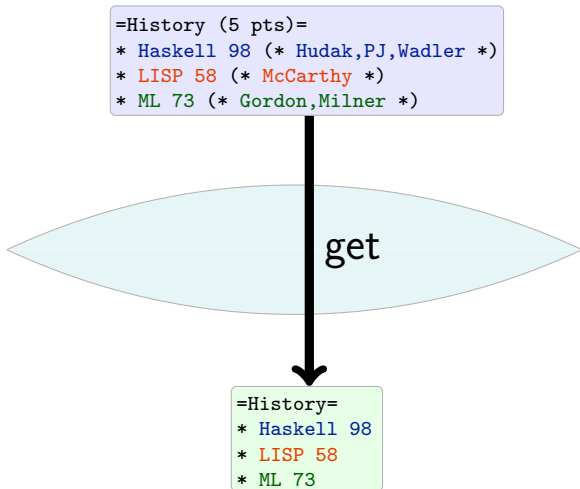 =History (5 pts)=
* Haskell 98 (* Hudak,PJ,Wadler *)
* LISP 58 (* McCarthy *)
* ML 73 (* Gordon,Milner *)
get
=History=
* Haskell 98
* LISP 58
* ML 73